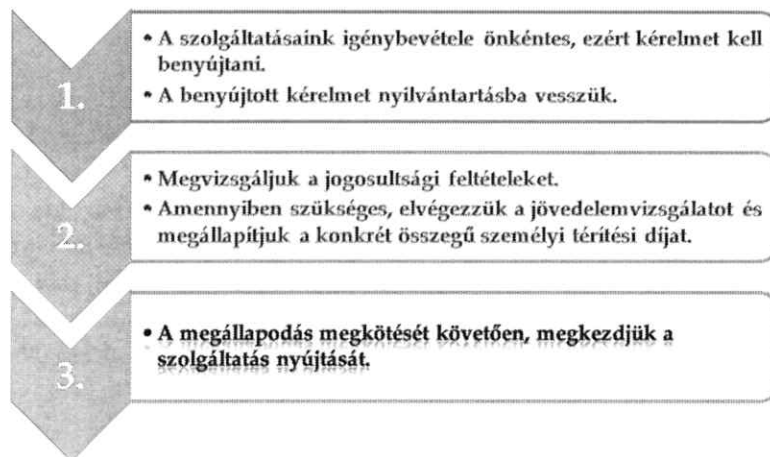 1.
• A szolgáltatásaink igénybevétele önkéntes, ezért kérelmet kell
benyújtani.
• A benyújtott kérelmet nyilvántartásba vesszük.
2.
• Megvizsgáljuk a jogosultsági feltételeket.
• Amennyiben szükséges, elvégezzük a jövedelemvizsgálatot és
megállapítjuk a konkrét összegű személyi térítési díjat.
3.
• A megállapodás megkötését követően, megkezdjük a
szolgáltatás nyújtását.